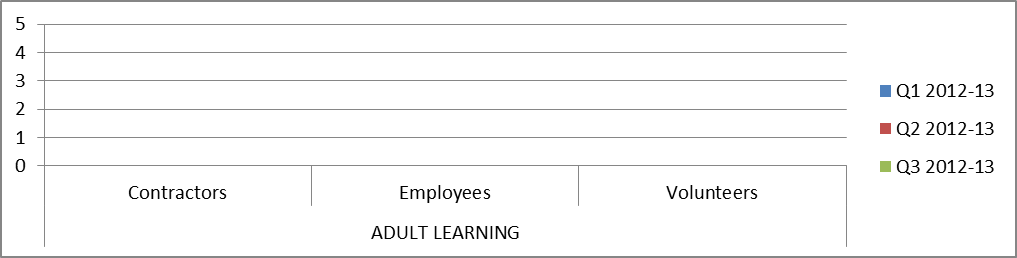 5
4
3
2
1
0
Contractors
Employees
Volunteers
ADULT LEARNING
Q1 2012-13
Q2 2012-13
Q3 2012-13